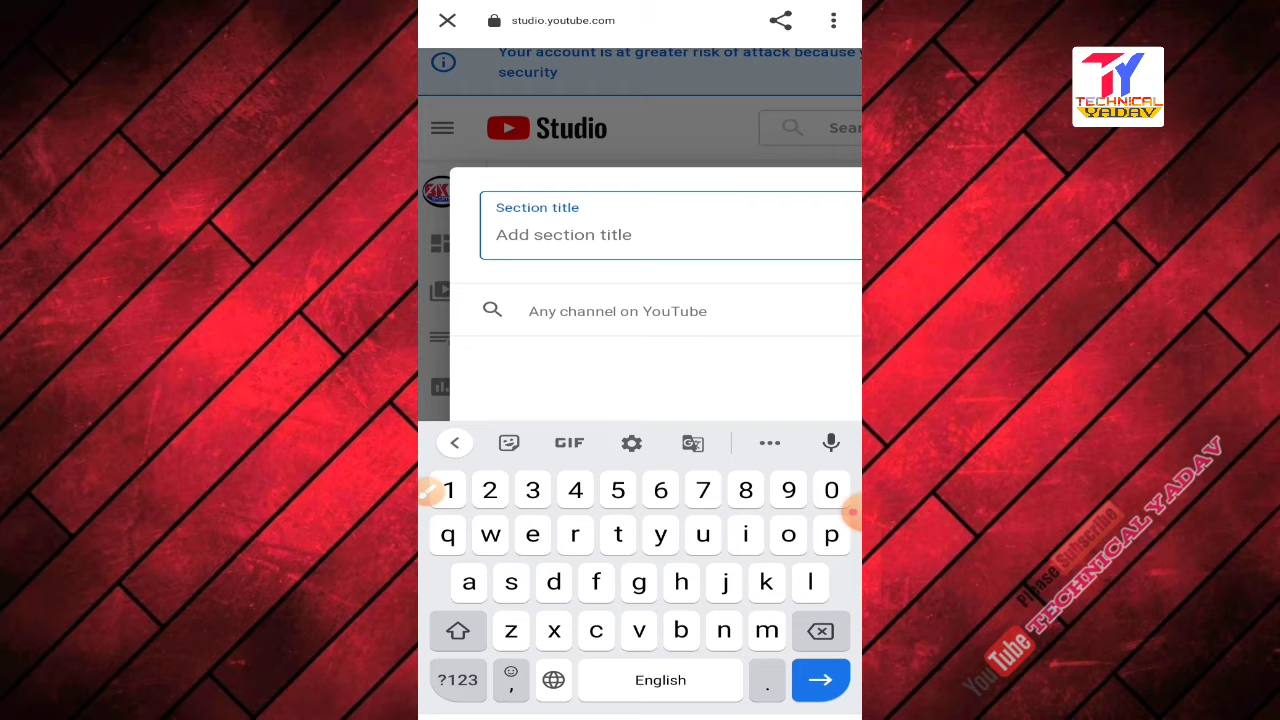 studio.youtube.com
Your account is at greater risk of attack because
security
Studio
TY
TECHNICAL
YADAV
Section title
Add section title
Any channel on YouTube
GIF
1 2 3 4 5 6 7 8 9 0
q w e r t y u i o p
a s d f g h j k l
z x c v b n m
?123 , English .
Please Subscribe
YouTube TECHNICAL YADAV